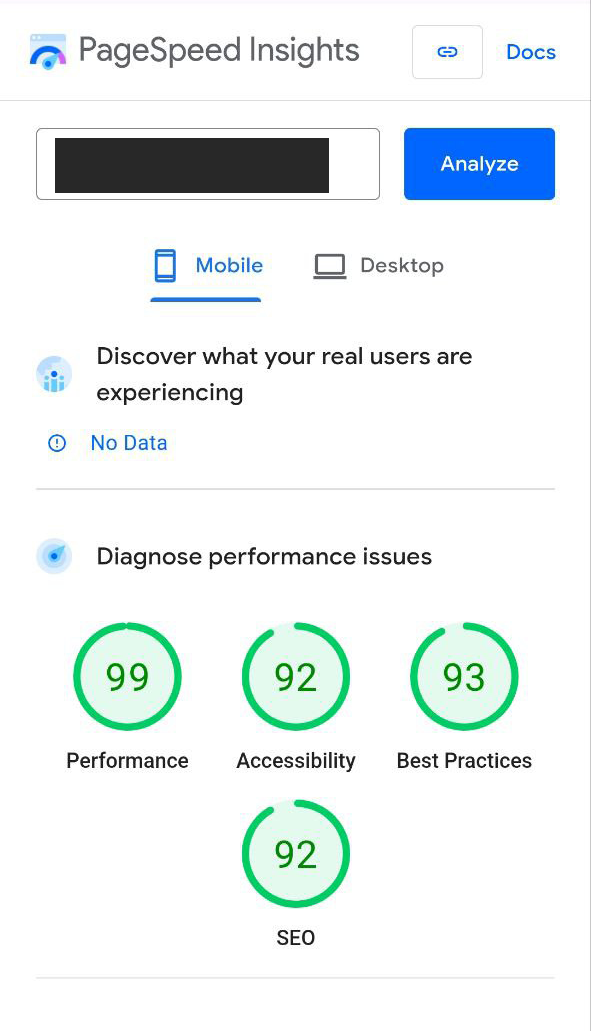 PageSpeed Insights
Docs
Analyze
Mobile
Desktop
Discover what your real users are
experiencing
No Data
Diagnose performance issues
99
92
93
Performance
Accessibility
Best Practices
92
SEO